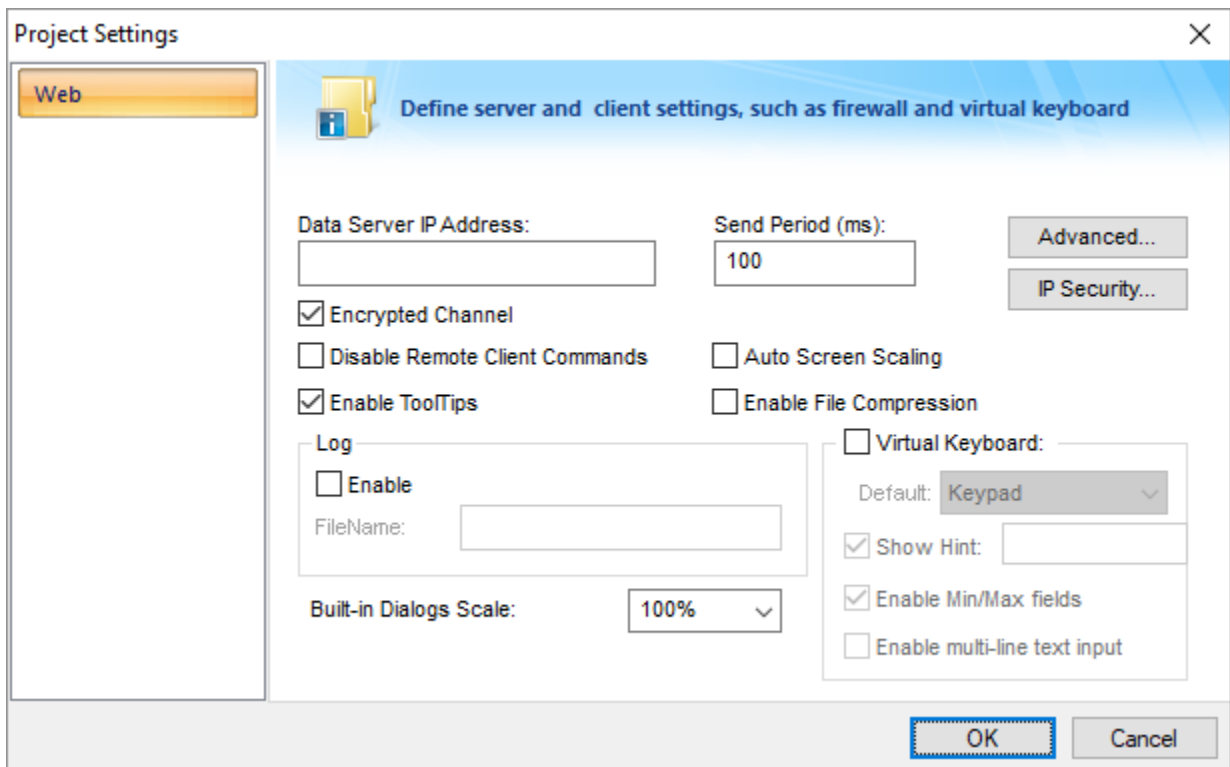 Project Settings
Web
Define server and client settings, such as firewall and virtual keyboard
Data Server IP Address:
Send Period (ms):
Advanced...
100
IP Security...
Encrypted Channel
Disable Remote Client Commands
Auto Screen Scaling
Enable ToolTips
Enable File Compression
Log
Enable
FileName:
Built-in Dialogs Scale:
100%
Virtual Keyboard:
Default:
Keypad
Show Hint:
Enable Min/Max fields
Enable multi-line text input
OK
Cancel